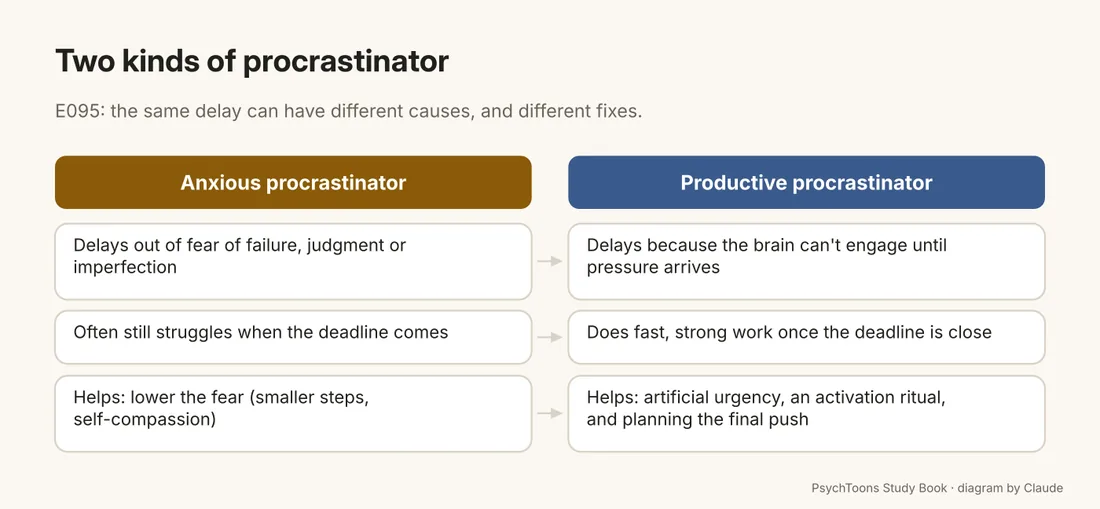 Two kinds of procrastinator
E095: the same delay can have different causes, and different fixes.
Anxious procrastinator
Productive procrastinator
Delays out of fear of failure, judgment or
imperfection
Delays because the brain can't engage until
pressure arrives
Often still struggles when the deadline comes
Does fast, strong work once the deadline is close
Helps: lower the fear (smaller steps,
self-compassion)
Helps: artificial urgency, an activation ritual,
and planning the final push
PsychToons Study Book · diagram by Claude